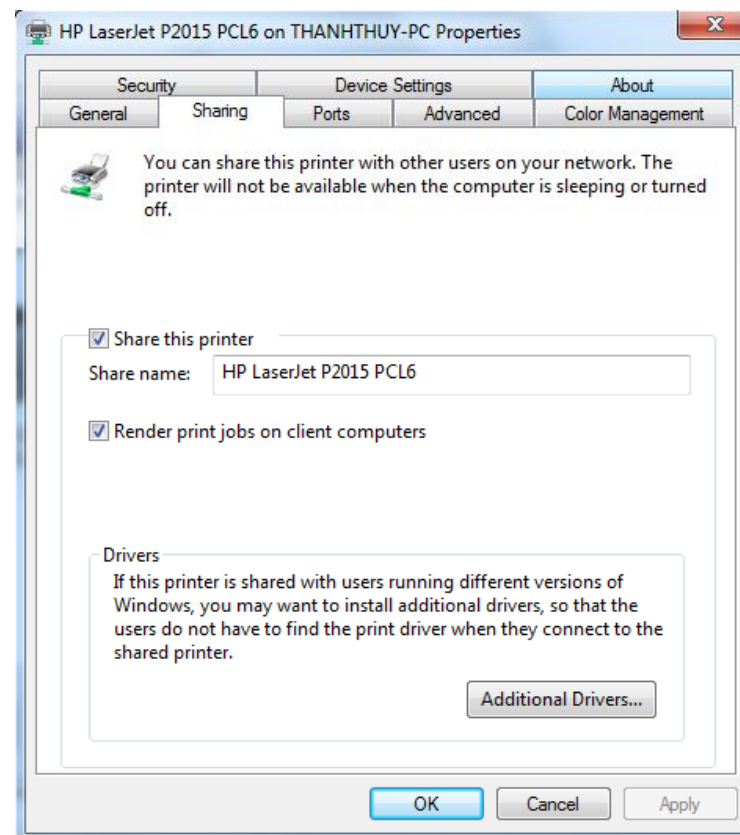 HP LaserJet P2015 PCL6 on THANHTHUY-PC Properties
Security Device Settings About
General Sharing Ports Advanced Color Management
You can share this printer with other users on your network. The
printer will not be available when the computer is sleeping or turned
off.
Share this printer
Share name: HP LaserJet P2015 PCL6
Render print jobs on client computers
Drivers
If this printer is shared with users running different versions of
Windows, you may want to install additional drivers, so that the
users do not have to find the print driver when they connect to the
shared printer.
Additional Drivers...
OK Cancel Apply